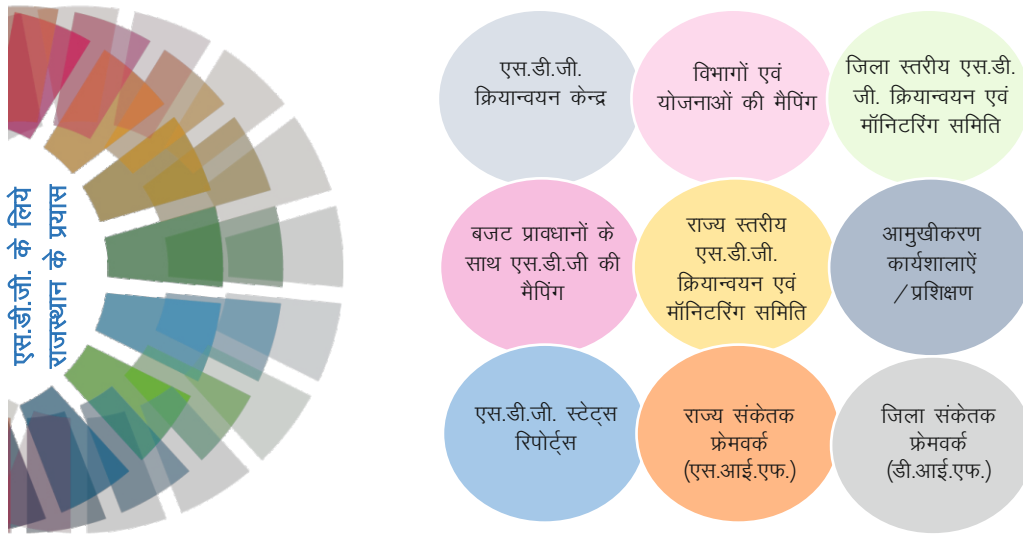 एस.डी.जी. के लिये
राजस्थान के प्रयास
एस.डी.जी.
क्रियान्वयन केन्द्र
विभागों एवं
योजनाओं की मैपिंग
जिला स्तरीय एस.डी.
जी. क्रियान्वयन एवं
मॉनिटरिंग समिति
बजट प्रावधानों के
साथ एस.डी.जी की
मैपिंग
राज्य स्तरीय
एस.डी.जी.
क्रियान्वयन एवं
मॉनिटरिंग समिति
आमुखीकरण
कार्यशालाऐं
/प्रशिक्षण
एस.डी.जी. स्टेट्स
रिपोर्ट्स
राज्य संकेतक
फ्रेमवर्क
(एस.आई.एफ.)
जिला संकेतक
फ्रेमवर्क
(डी.आई.एफ.)